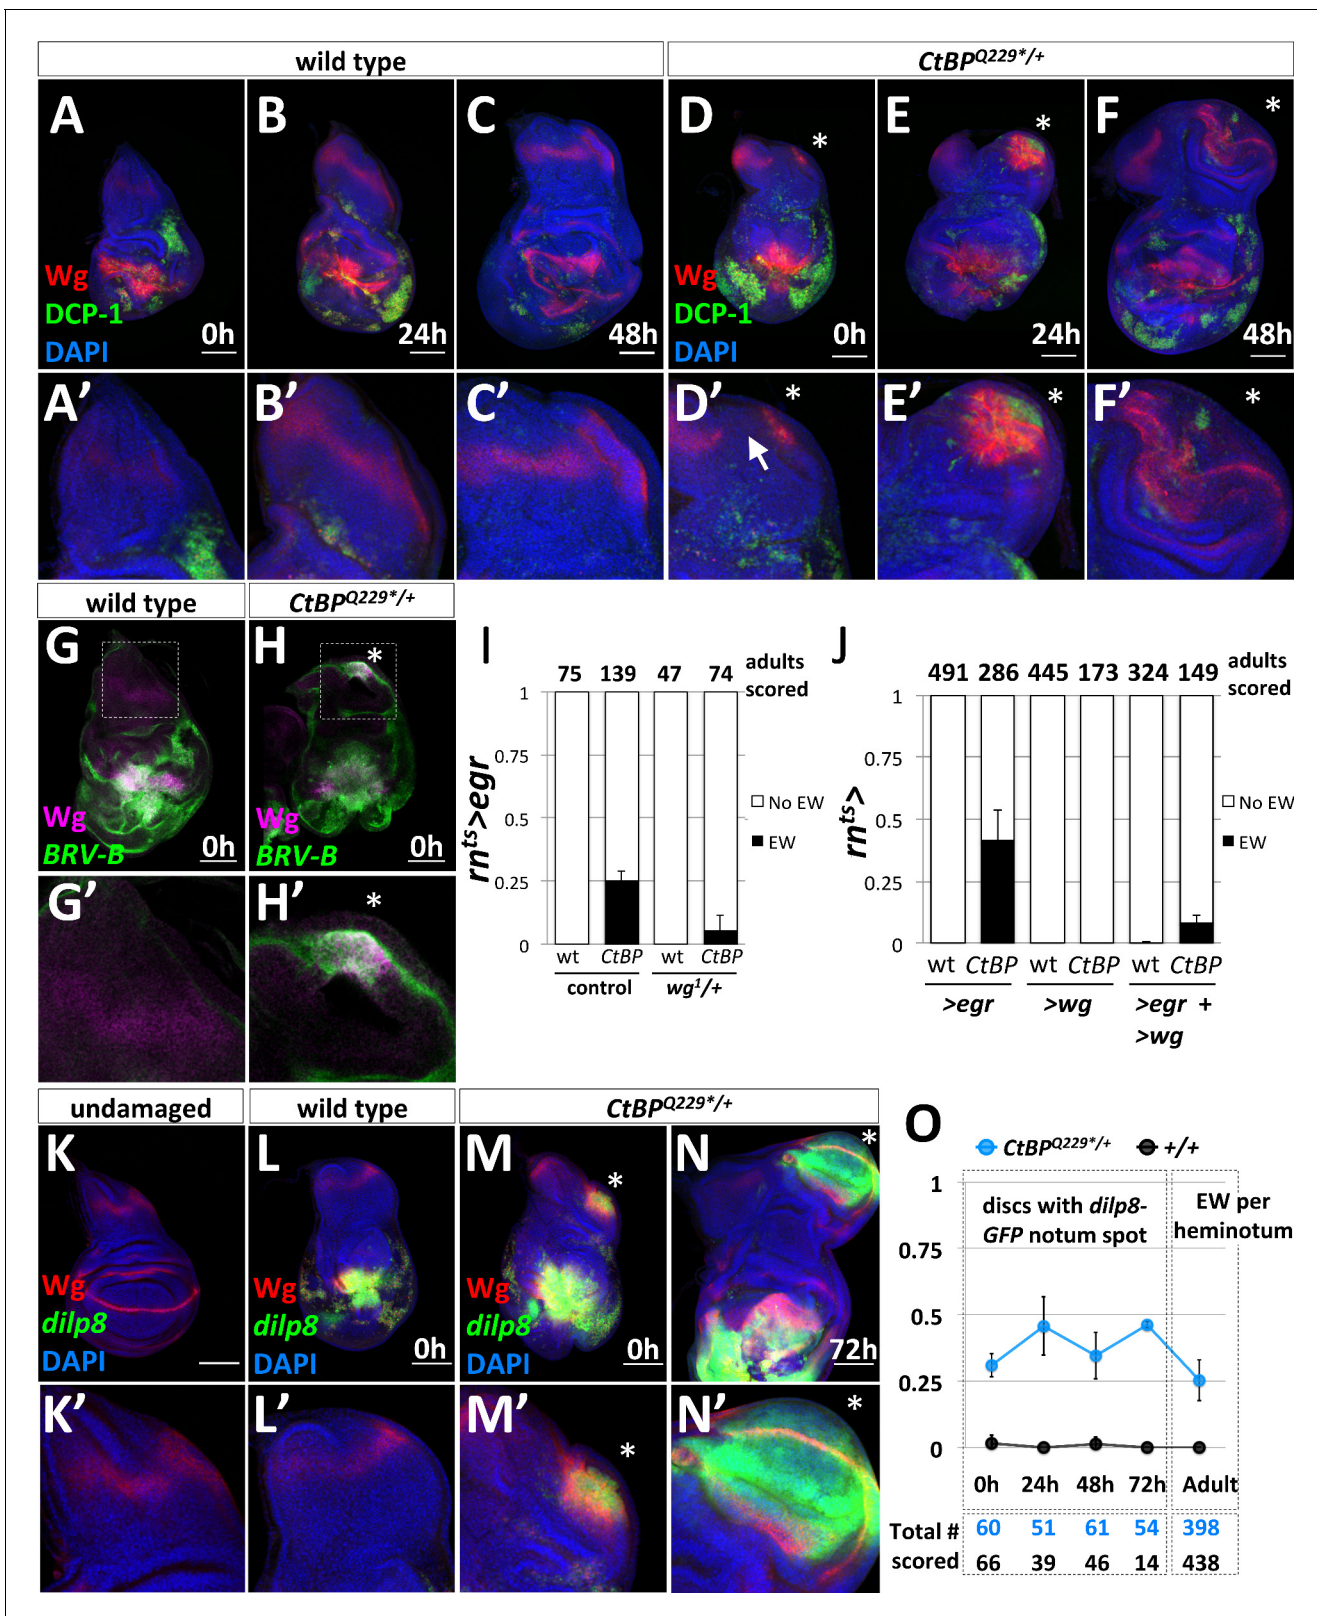 wild type
CtBPQ229*/+
A
B
C
D
E
F
*
*
*
Wg
DCP-1
DAPI
0h
24h
48h
Wg
DCP-1
DAPI
0h
24h
48h
A’
B’
C’
D’
E’
F’
*
*
*
wild type
CtBPQ229*/+
G
H
*
Wg
BRV-B
0h
Wg
BRV-B
0h
G’
H’
*
I
75 139 47 74
adults
scored
rnts>egr
1
0.75
0.5
0.25
0
No EW
EW
wt CtBP wt CtBP
control
wg1/+
J
491 286 445 173 324 149
adults
scored
rnts>
1
0.75
0.5
0.25
0
No EW
EW
wt CtBP wt CtBP wt CtBP
>egr
>wg
>egr +
>wg
undamaged
wild type
CtBPQ229*/+
K
L
M
N
*
*
Wg
dilp8
DAPI
Wg
dilp8
DAPI
0h
Wg
dilp8
DAPI
0h
72h
K’
L’
M’
N’
*
*
O
CtBPQ229*/+
+/+
discs with dilp8-
GFP notum spot
EW per
heminotum
1
0.75
0.5
0.25
0
0h 24h 48h 72h Adult
Total #
scored
60 51 61 54 398
66 39 46 14 438